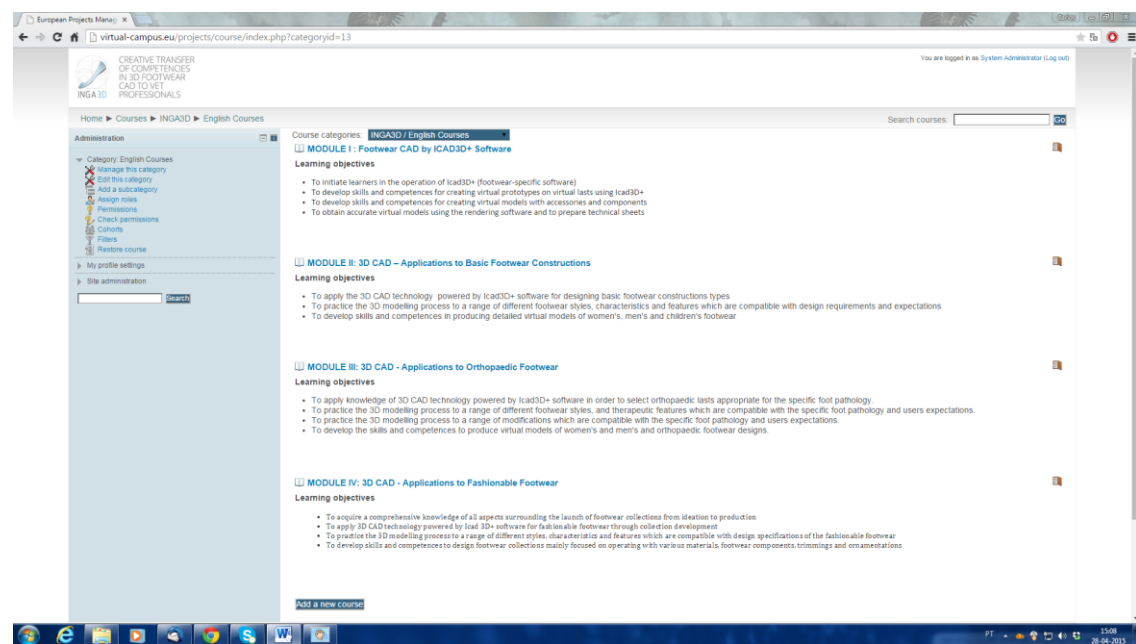 European Projects Manag
virtual-campus.eu/projects/course/index.php?categoryid=13
CREATIVE TRANSFER
OF COMPETENCIES
IN 3D FOOTWEAR
CAD TO VET
PROFESSIONALS
INGA3D
You are logged in as System Administrator (Log out)
Home ► Courses ► INGA3D ► English Courses
Search courses:
Go
Administration
Category: English Courses
Manage this category
Edit this category
Add a subcategory
Assign roles
Permissions
Check permissions
Cohorts
Filters
Restore course
My profile settings
Site administration
Search
Course categories: INGA3D / English Courses
MODULE I : Footwear CAD by ICAD3D+ Software
Learning objectives
• To initiate learners in the operation of Icad3D+ (footwear-specific software)
• To develop skills and competences for creating virtual prototypes on virtual lasts using Icad3D+
• To develop skills and competences for creating virtual models with accessories and components
• To obtain accurate virtual models using the rendering software and to prepare technical sheets
MODULE II: 3D CAD – Applications to Basic Footwear Constructions
Learning objectives
• To apply the 3D CAD technology powered by Icad3D+ software for designing basic footwear constructions types
• To practice the 3D modelling process to a range of different footwear styles, characteristics and features which are compatible with design requirements and expectations
• To develop skills and competences in producing detailed virtual models of women's, men's and children's footwear
MODULE III: 3D CAD - Applications to Orthopaedic Footwear
Learning objectives
• To apply knowledge of 3D CAD technology powered by Icad3D+ software in order to select orthopaedic lasts appropriate for the specific foot pathology.
• To practice the 3D modelling process to a range of different footwear styles, and therapeutic features which are compatible with the specific foot pathology and users expectations.
• To practice the 3D modelling process to a range of modifications which are compatible with the specific foot pathology and users expectations.
• To develop the skills and competences to produce virtual models of women's and men's and orthopaedic footwear designs.
MODULE IV: 3D CAD - Applications to Fashionable Footwear
Learning objectives
• To acquire a comprehensive knowledge of all aspects surrounding the launch of footwear collections from ideation to production
• To apply 3D CAD technology powered by Icad 3D+ software for fashionable footwear through collection development
• To practice the 3D modelling process to a range of different styles, characteristics and features which are compatible with design specifications of the fashionable footwear
• To develop skills and competences to design footwear collections mainly focused on operating with various materials, footwear components, trimmings and ornamentations
Add a new course
PT
15:08
28-04-2015